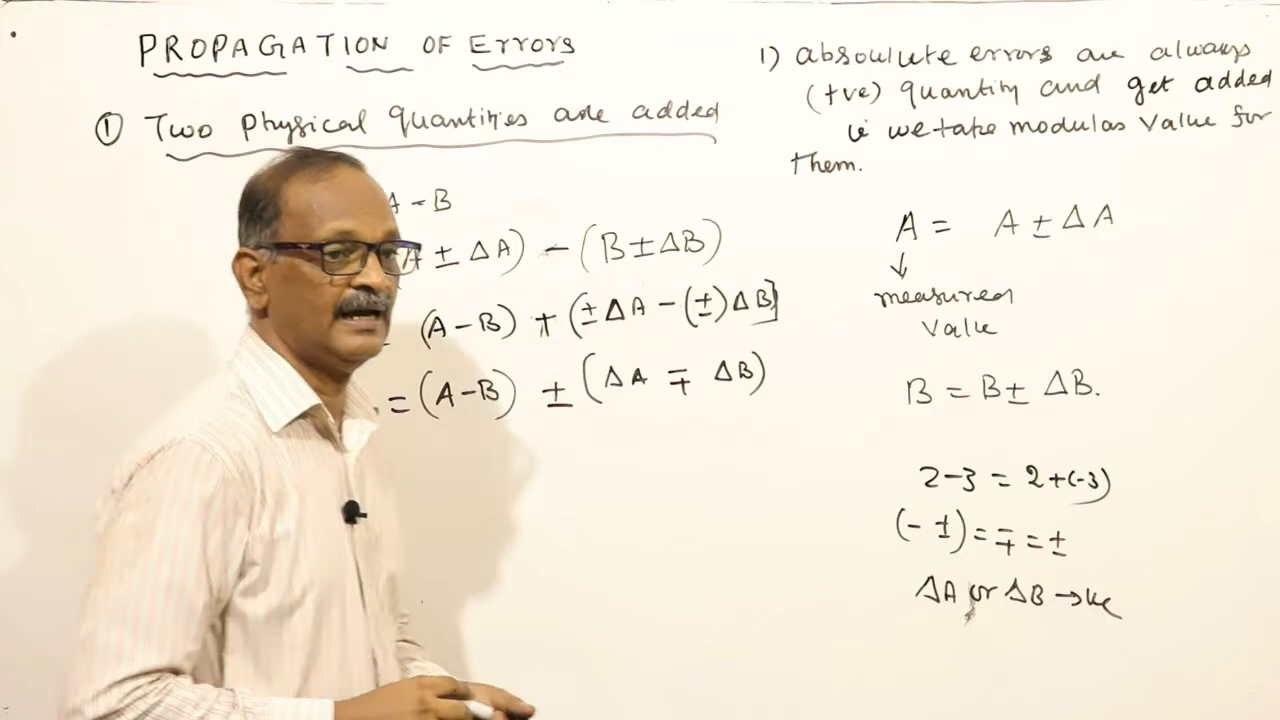 PROPAGATION OF Errors
① Two physical quantities are added
A - B
A ± ΔA) - (B ± ΔB)
(A - B) + (± ΔA - (±) ΔB]
= (A - B) ± (ΔA ∓ ΔB)
1) absoulute errors are always
(+ve) quantity and get added
ie we take modulas value for
them.
A = A ± ΔA
↓
measured
value
B = B ± ΔB.
2-3 = 2+(-3)
(- ±) = ∓ = ±
ΔA or ΔB →